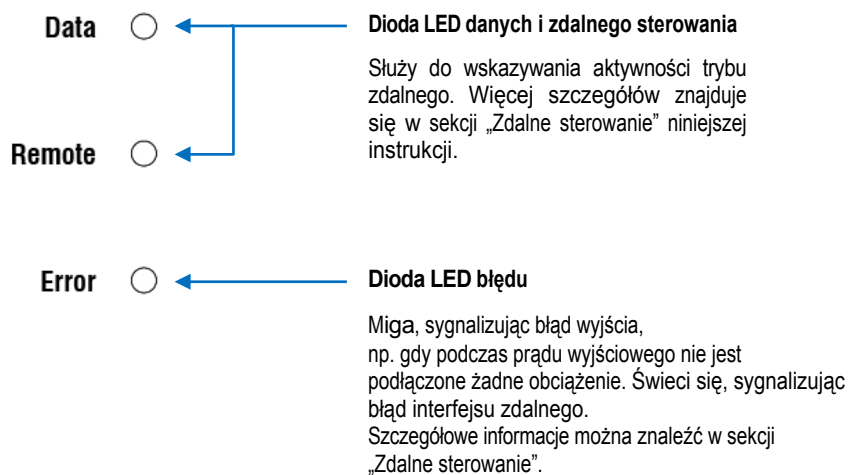 Data
Dioda LED danych i zdalnego sterowania
Służy do wskazywania aktywności trybu
zdalnego. Więcej szczegółów znajduje
się w sekcji „Zdalne sterowanie” niniejszej
instrukcji.
Remote
Error
Dioda LED błędu
Miga, sygnalizując błąd wyjścia,
np. gdy podczas prądu wyjściowego nie jest
podłączone żadne obciążenie. Świeci się, sygnalizując
błąd interfejsu zdalnego.
Szczegółowe informacje można znaleźć w sekcji
„Zdalne sterowanie”.